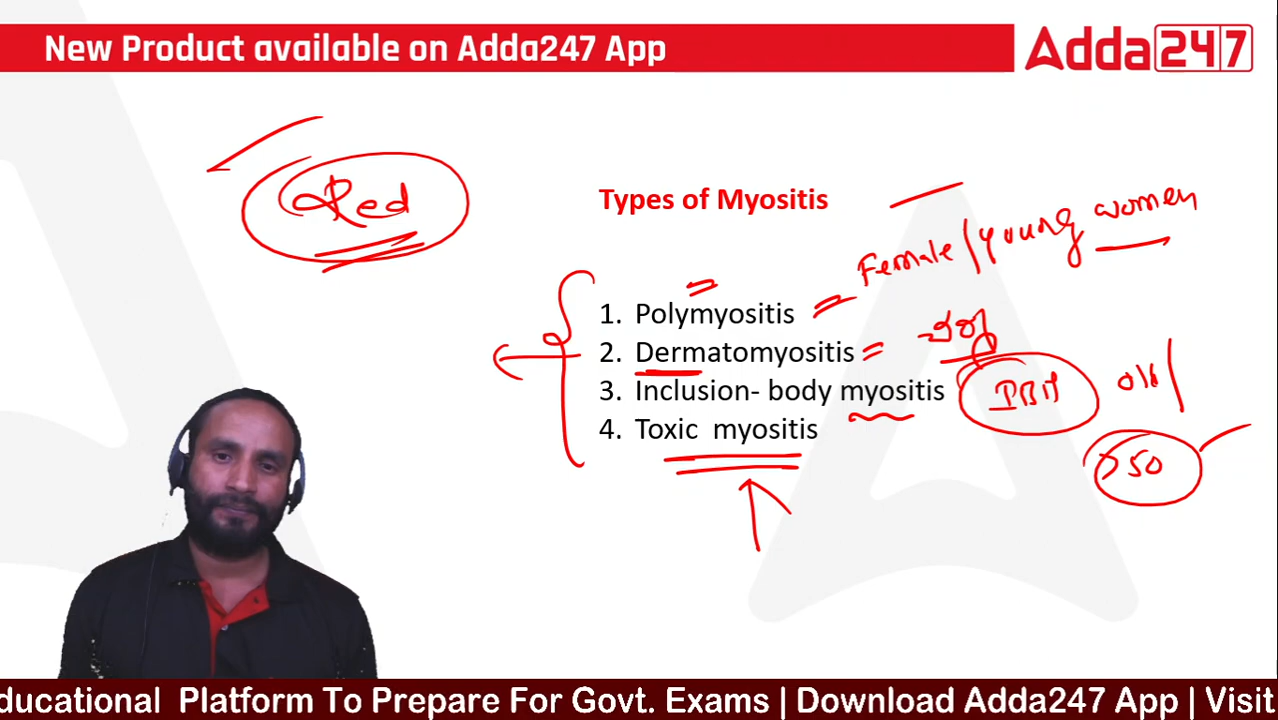 New Product available on Adda247 App
Adda247
Red
Types of Myositis
Female/young women
1. Polymyositis
2. Dermatomyositis
3. Inclusion- body myositis
IBM
old
4. Toxic myositis
>50
ducational Platform To Prepare For Govt. Exams | Download Adda247 App | Visit